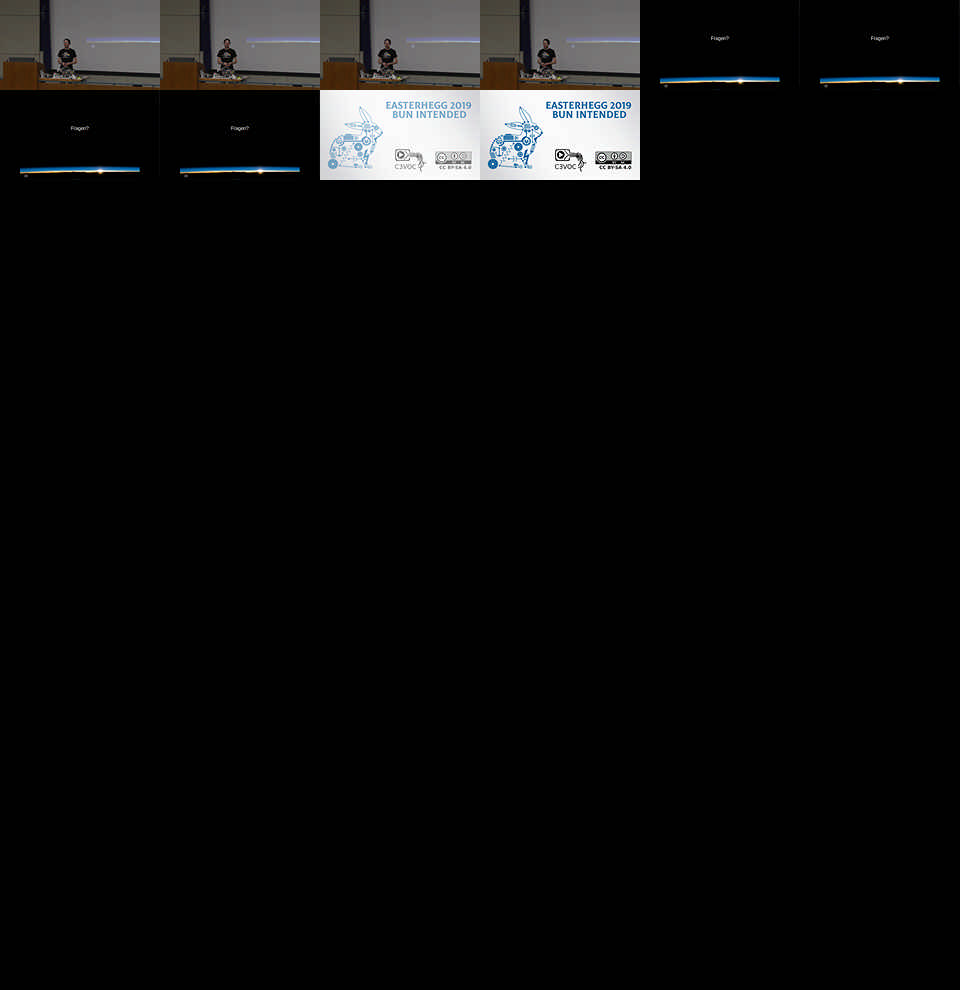 Fragen?
Fragen?
Fragen?
Fragen?
EASTERHEGG 2019
BUN INTENDED
C3VOC
CC BY-SA 4.0
EASTERHEGG 2019
BUN INTENDED
C3VOC
CC BY-SA 4.0